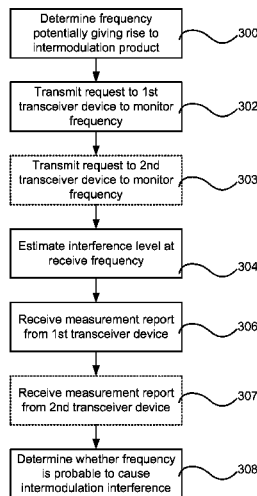 Determine frequency
potentially giving rise to
intermodulation product
300
Transmit request to 1st
transceiver device to monitor
frequency
302
Transmit request to 2nd
transceiver device to monitor
frequency
303
Estimate interference level at
receive frequency
304
Receive measurement report
from 1st transceiver device
306
Receive measurement report
from 2nd transceiver device
307
Determine whether frequency
is probable to cause
intermodulation interference
308